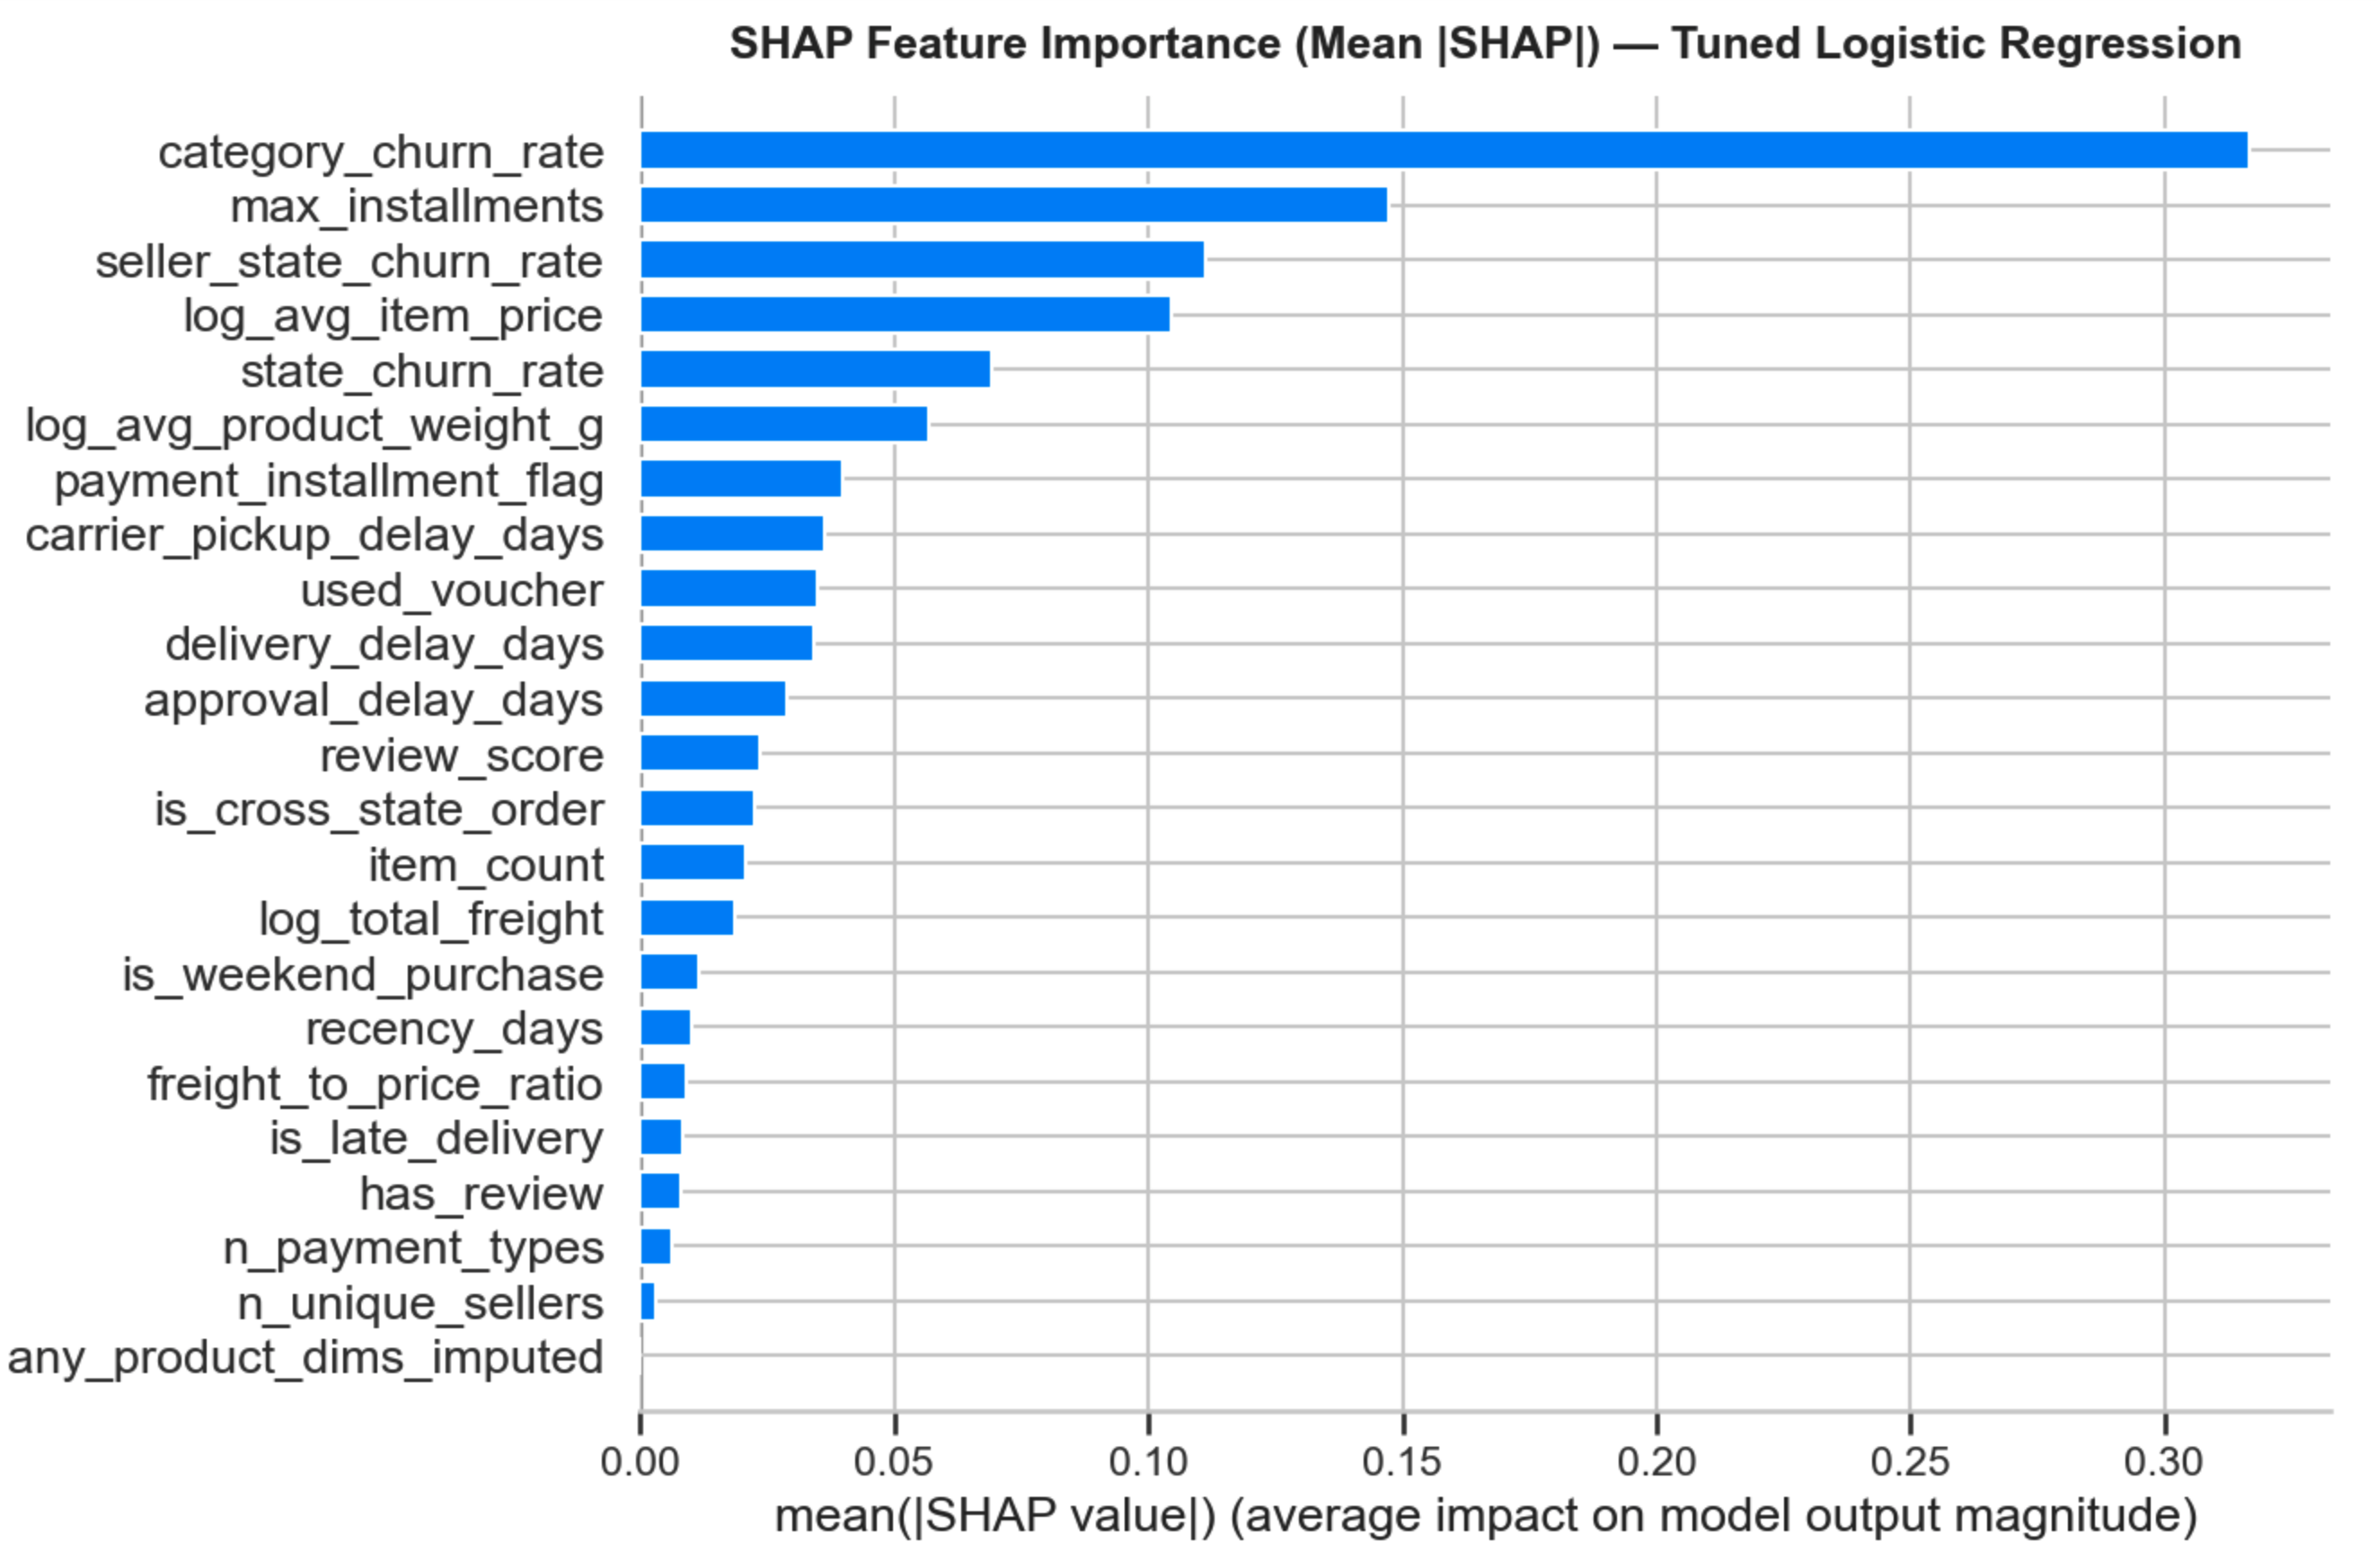 SHAP Feature Importance (Mean |SHAP|) — Tuned Logistic Regression
category_churn_rate
max_installments
seller_state_churn_rate
log_avg_item_price
state_churn_rate
log_avg_product_weight_g
payment_installment_flag
carrier_pickup_delay_days
used_voucher
delivery_delay_days
approval_delay_days
review_score
is_cross_state_order
item_count
log_total_freight
is_weekend_purchase
recency_days
freight_to_price_ratio
is_late_delivery
has_review
n_payment_types
n_unique_sellers
any_product_dims_imputed
0.00 0.05 0.10 0.15 0.20 0.25 0.30
mean(|SHAP value|) (average impact on model output magnitude)